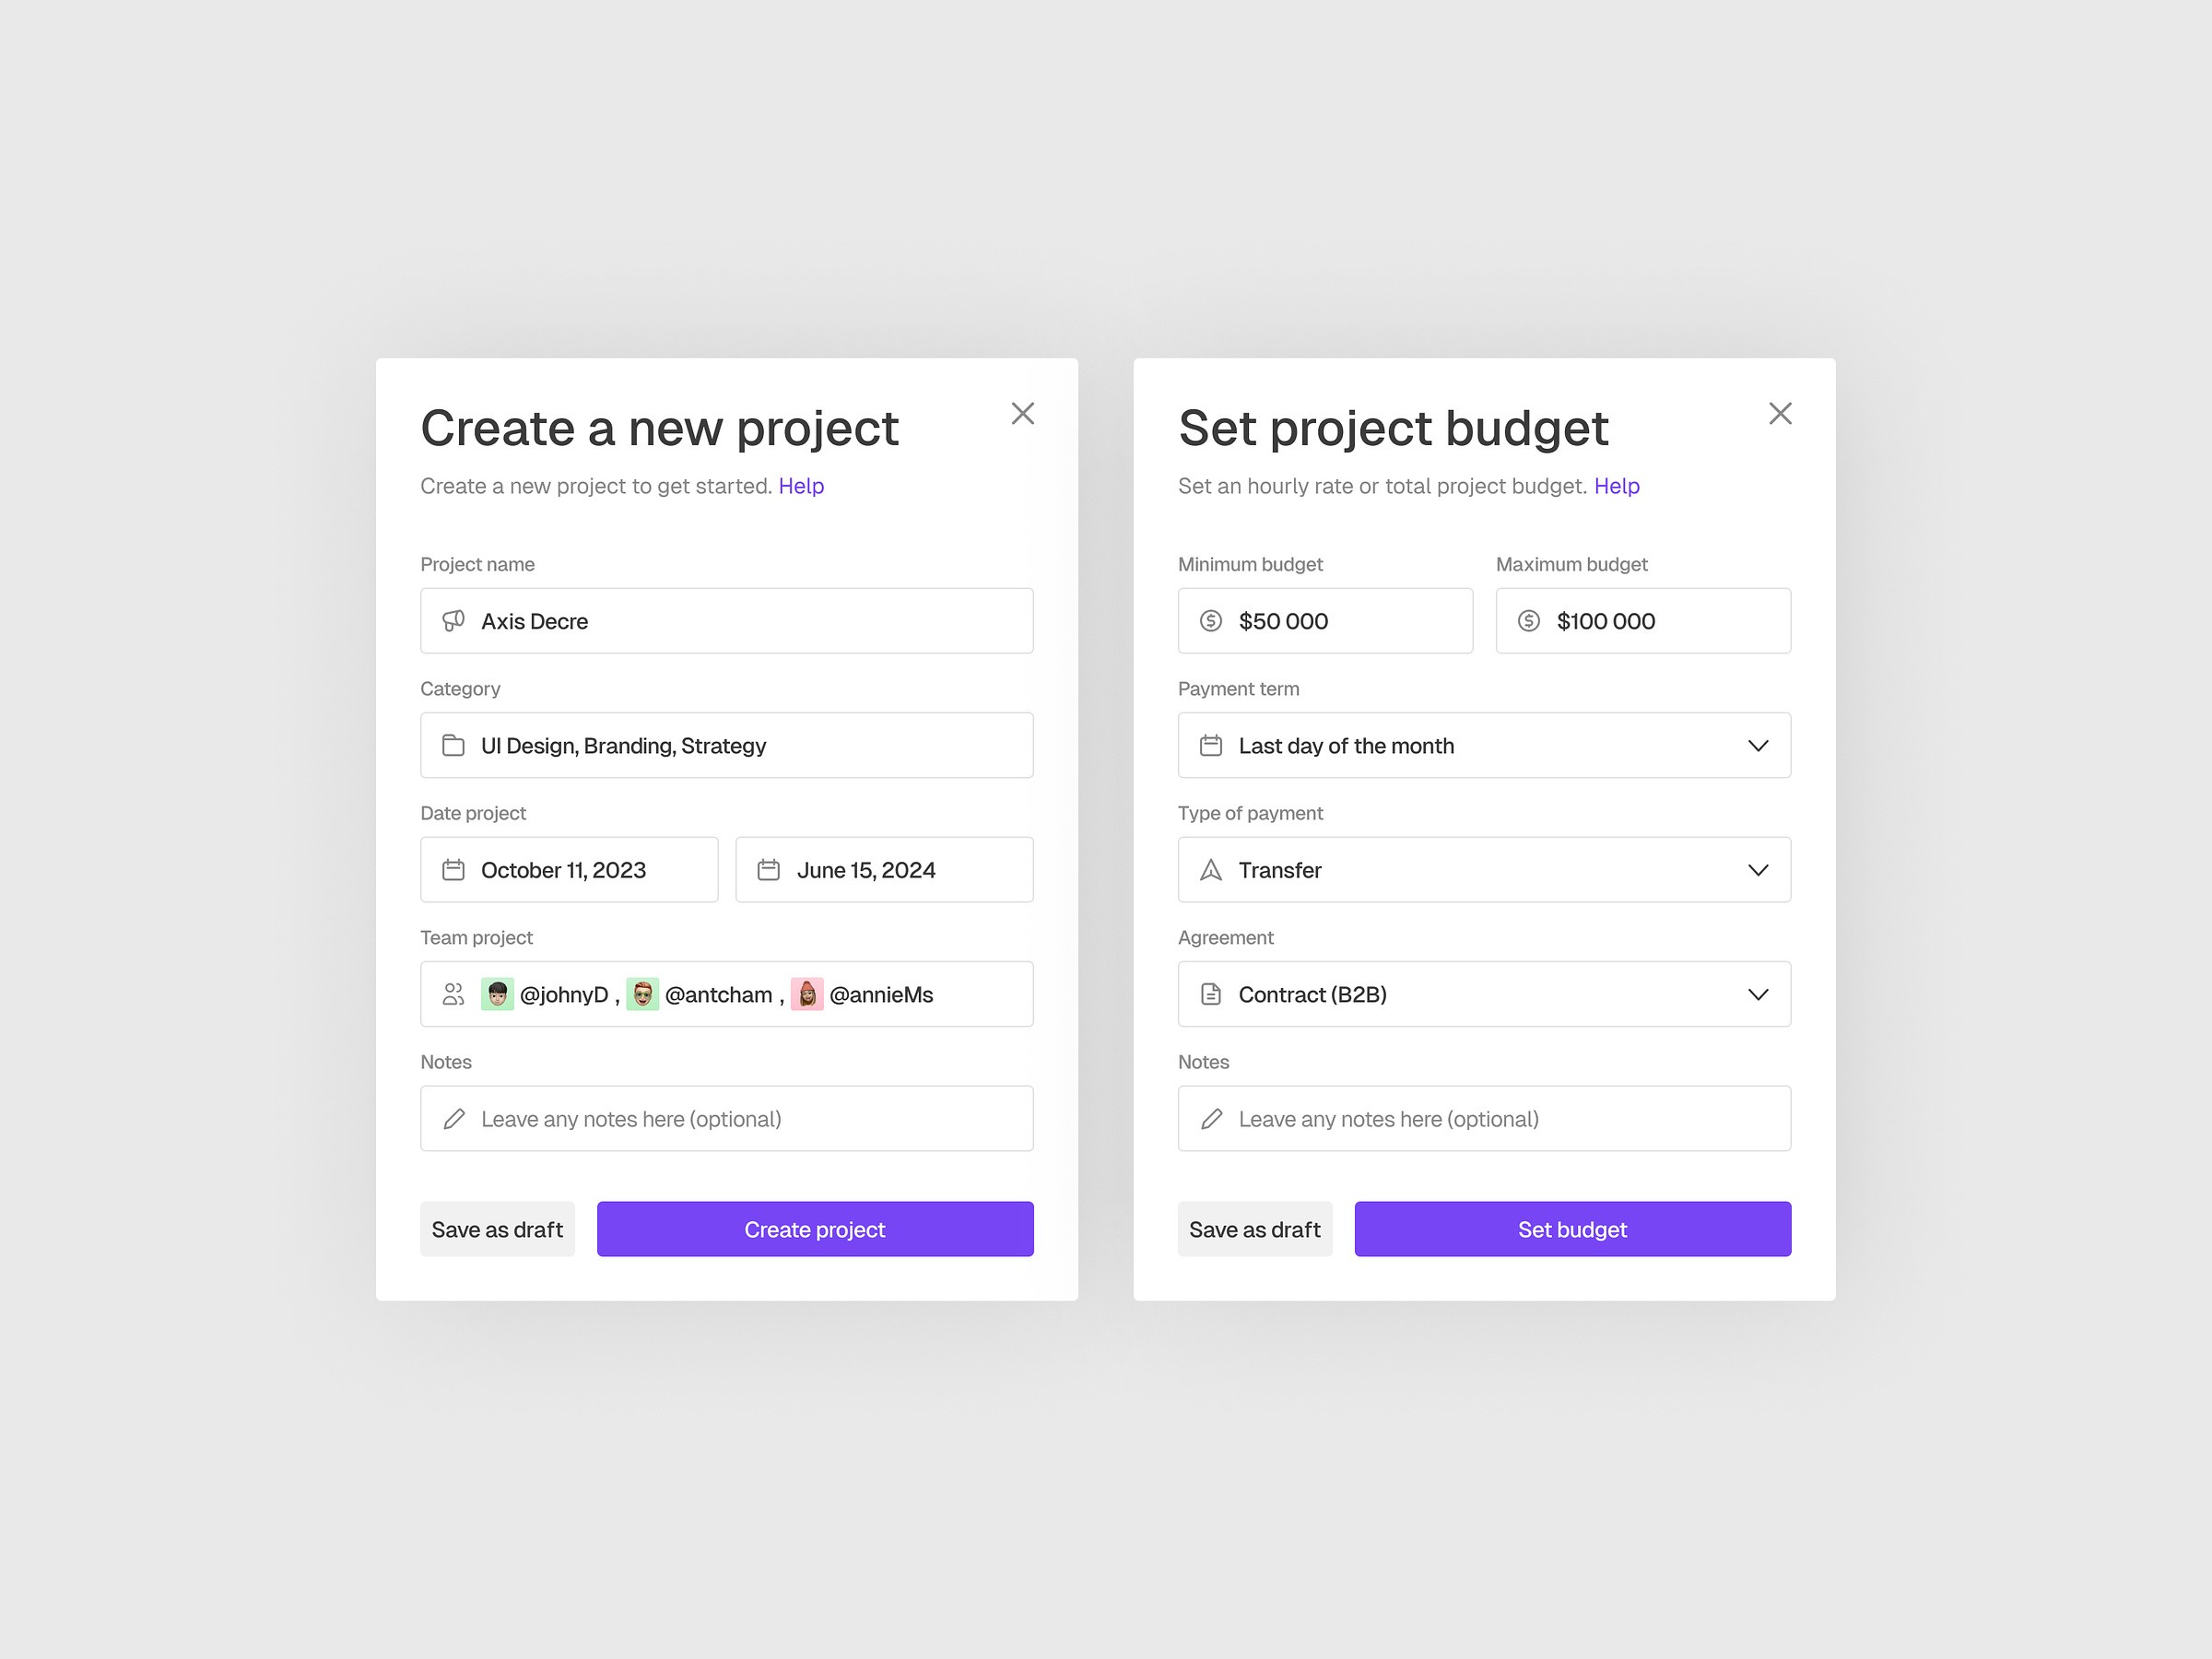 Create a new project
Create a new project to get started. Help
Project name
Axis Decre
Category
UI Design, Branding, Strategy
Date project
October 11, 2023
June 15, 2024
Team project
@johnyD , @antcham , @annieMs
Notes
Leave any notes here (optional)
Save as draft
Create project
Set project budget
Set an hourly rate or total project budget. Help
Minimum budget
Maximum budget
$50 000
$100 000
Payment term
Last day of the month
Type of payment
Transfer
Agreement
Contract (B2B)
Notes
Leave any notes here (optional)
Save as draft
Set budget